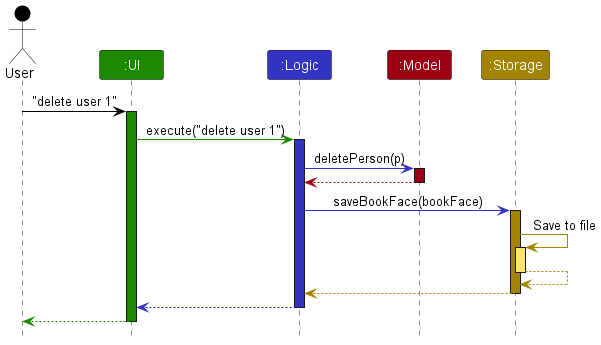 User
:UI
:Logic
:Model
:Storage
"delete user 1"
execute("delete user 1")
deletePerson(p)
saveBookFace(bookFace)
Save to file